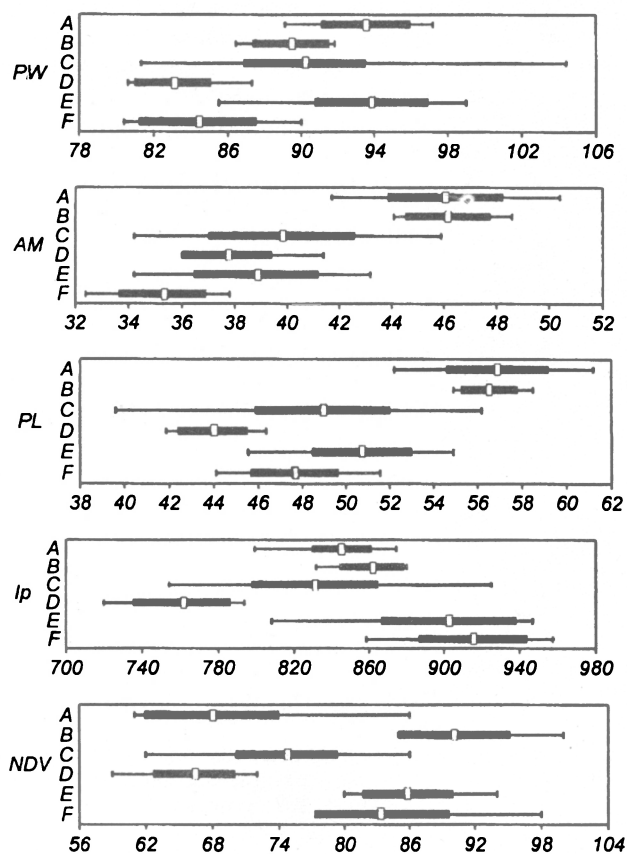 A
B
PW C
D
E
F
78 82 86 90 94 98 102 106
A
B
AM C
D
E
F
32 34 36 38 40 42 44 46 48 50 52
A
B
PL C
D
E
F
38 40 42 44 46 48 50 52 54 56 58 60 62
A
B
Ip C
D
E
F
700 740 780 820 860 900 940 980
A
B
NDV C
D
E
F
56 62 68 74 80 86 92 98 104